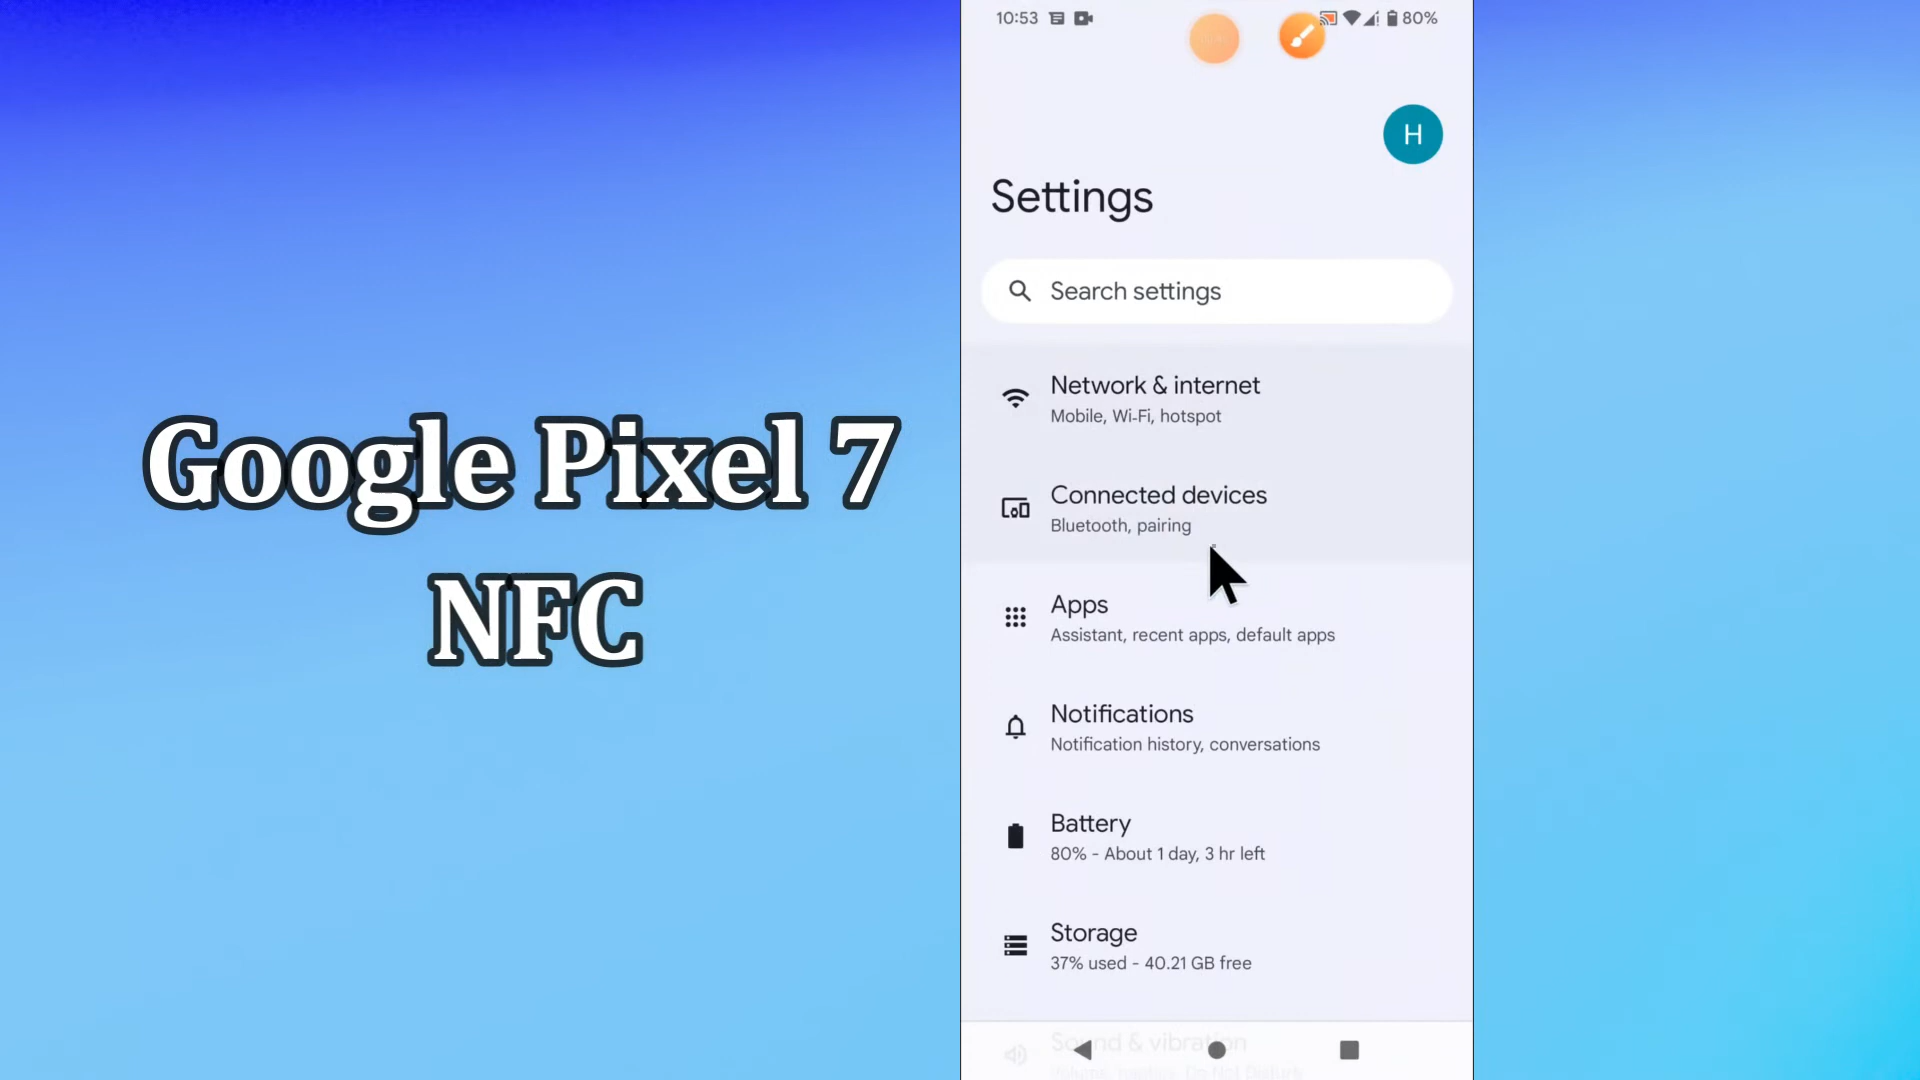 Google Pixel 7
NFC
10:53
80%
H
Settings
Search settings
Network & internet
Mobile, Wi-Fi, hotspot
Connected devices
Bluetooth, pairing
Apps
Assistant, recent apps, default apps
Notifications
Notification history, conversations
Battery
80% - About 1 day, 3 hr left
Storage
37% used - 40.21 GB free
Sound & vibration